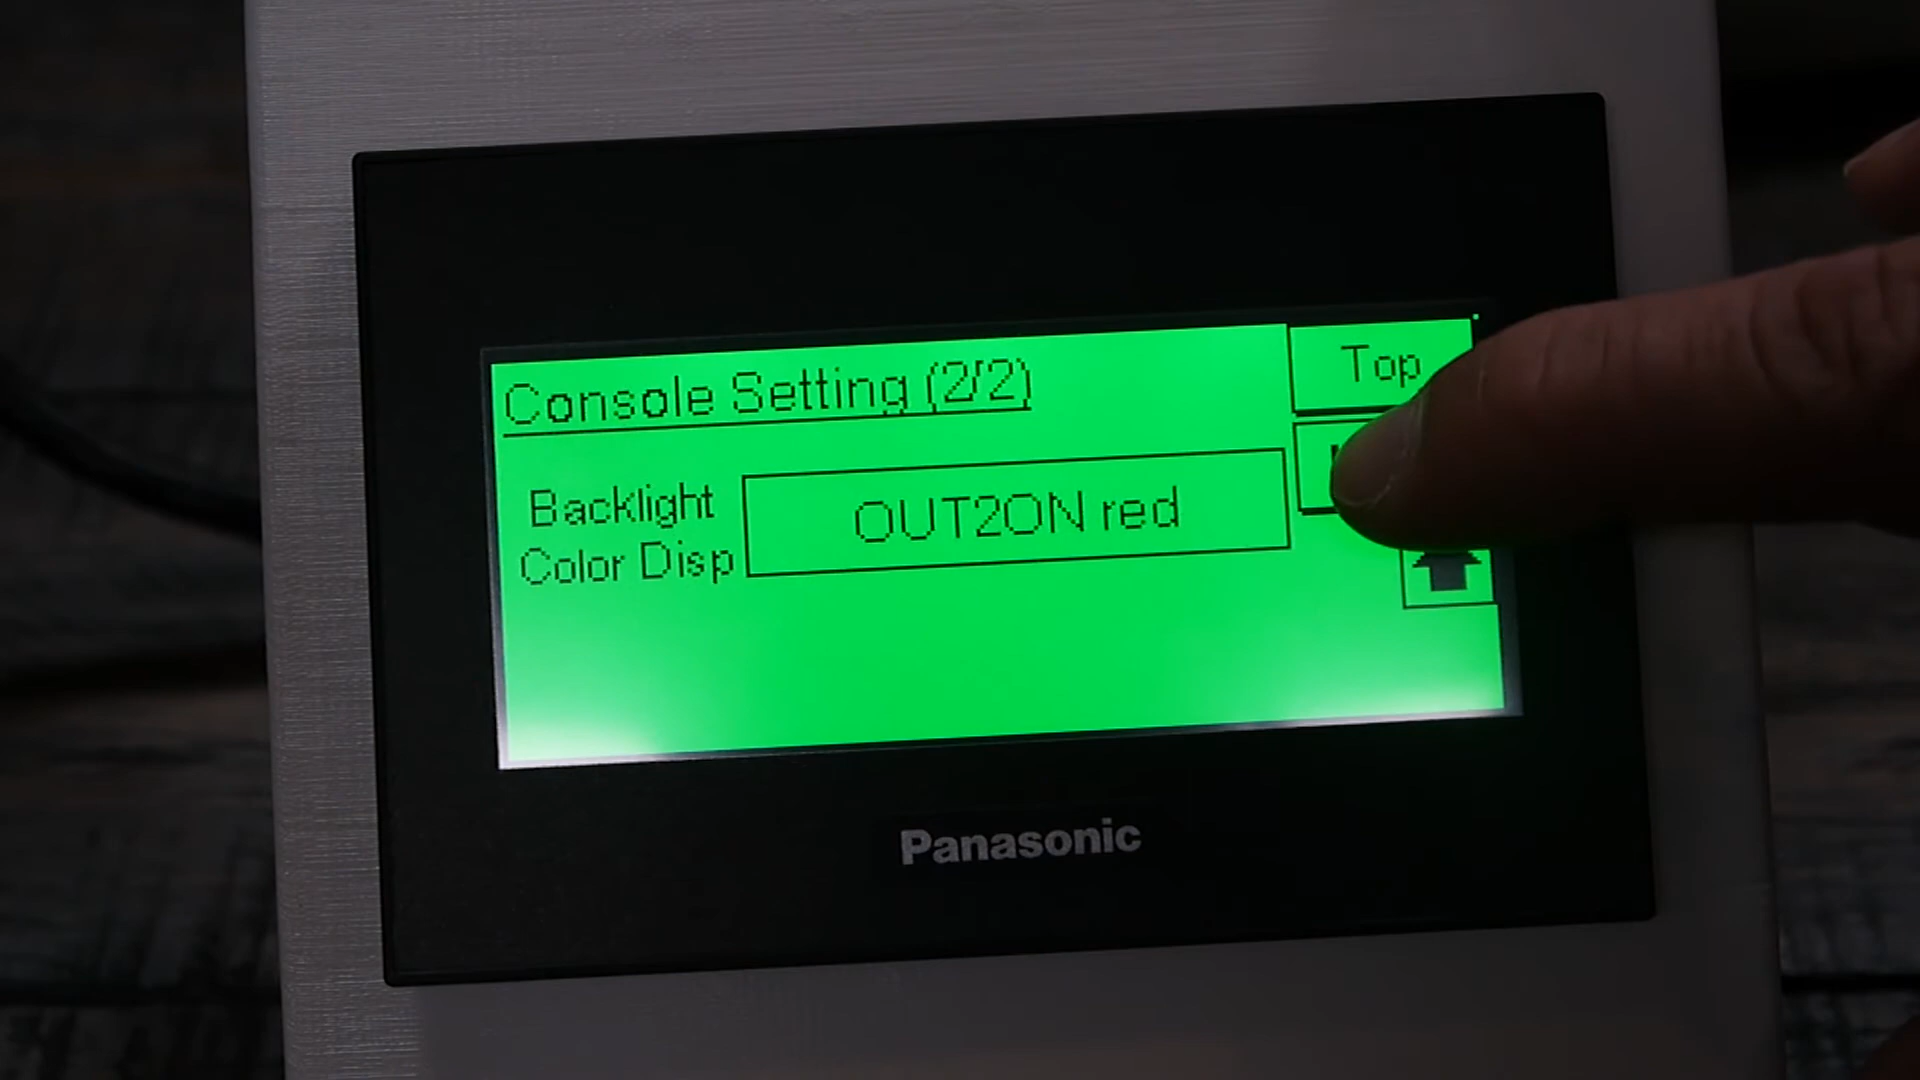 Console Setting (2/2)
Top
Backlight
Color Disp
OUT2ON red
Panasonic